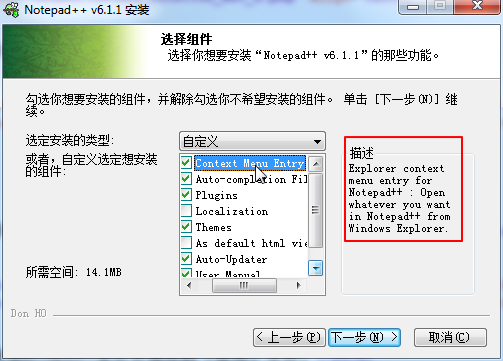 Notepad++ v6.1.1 安装
选择组件
选择你想要安装“Notepad++ v6.1.1”的那些功能。
勾选你想要安装的组件，并解除勾选你不希望安装的组件。 单击 [下一步(N)] 继
续。
选定安装的类型:
自定义
或者，自定义选定想安装
的组件:
Context Menu Entry
Auto-completion Fil
Plugins
Localization
Themes
As default html vie
Auto-Updater
User Manual
描述
Explorer context
menu entry for
Notepad++ : Open
whatever you want
in Notepad++ from
Windows Explorer.
所需空间: 14.1MB
Don HO
< 上一步(P)
下一步(N) >
取消(C)